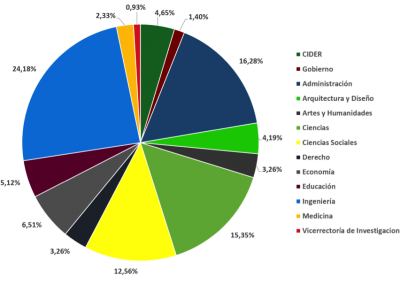 0,93%
4,65%
2,33%
1,40%
16,28%
24,18%
4,19%
3,26%
5,12%
6,51%
3,26%
12,56%
15,35%
CIDER
Gobierno
Administración
Arquitectura y Diseño
Artes y Humanidades
Ciencias
Ciencias Sociales
Derecho
Economía
Educación
Ingeniería
Medicina
Vicerrectoría de Investigacion